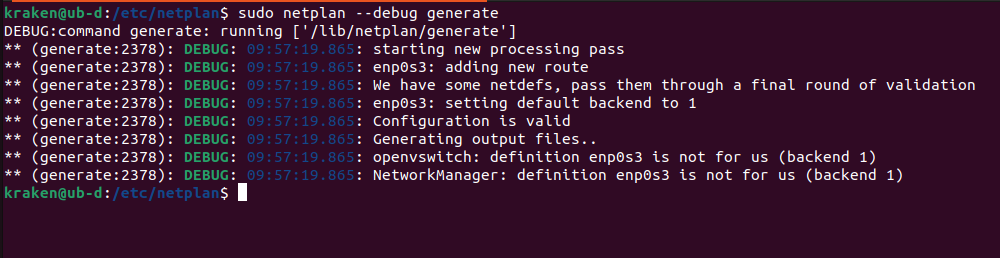 kraken@ub-d:/etc/netplan$ sudo netplan --debug generate
DEBUG:command generate: running ['/lib/netplan/generate']
** (generate:2378): DEBUG: 09:57:19.865: starting new processing pass
** (generate:2378): DEBUG: 09:57:19.865: enp0s3: adding new route
** (generate:2378): DEBUG: 09:57:19.865: We have some netdefs, pass them through a final round of validation
** (generate:2378): DEBUG: 09:57:19.865: enp0s3: setting default backend to 1
** (generate:2378): DEBUG: 09:57:19.865: Configuration is valid
** (generate:2378): DEBUG: 09:57:19.865: Generating output files..
** (generate:2378): DEBUG: 09:57:19.865: openvswitch: definition enp0s3 is not for us (backend 1)
** (generate:2378): DEBUG: 09:57:19.865: NetworkManager: definition enp0s3 is not for us (backend 1)
kraken@ub-d:/etc/netplan$